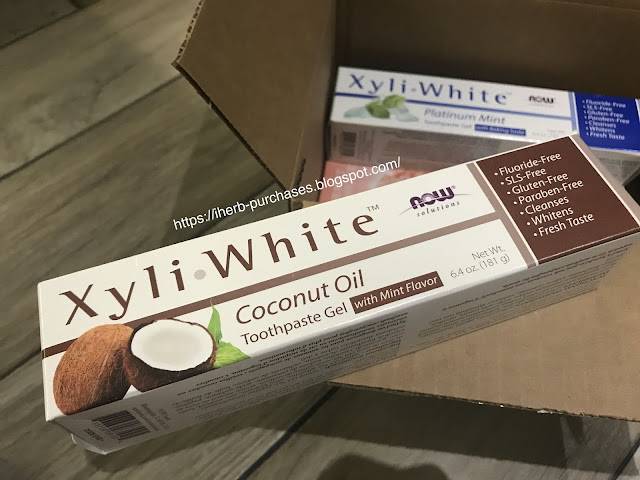 Xyli·White™
now
Platinum Mint
Toothpaste Gel with Baking Soda
• Fluoride-Free
• SLS-Free
• Gluten-Free
• Paraben-Free
• Cleanses
• Whitens
• Fresh Taste
https://iherb-purchases.blogspot.com/
Xyli·White™
now
solutions
Coconut Oil
Toothpaste Gel with Mint Flavor
Net Wt.
6.4 oz. (181 g)
• Fluoride-Free
• SLS-Free
• Gluten-Free
• Paraben-Free
• Cleanses
• Whitens
• Fresh Taste